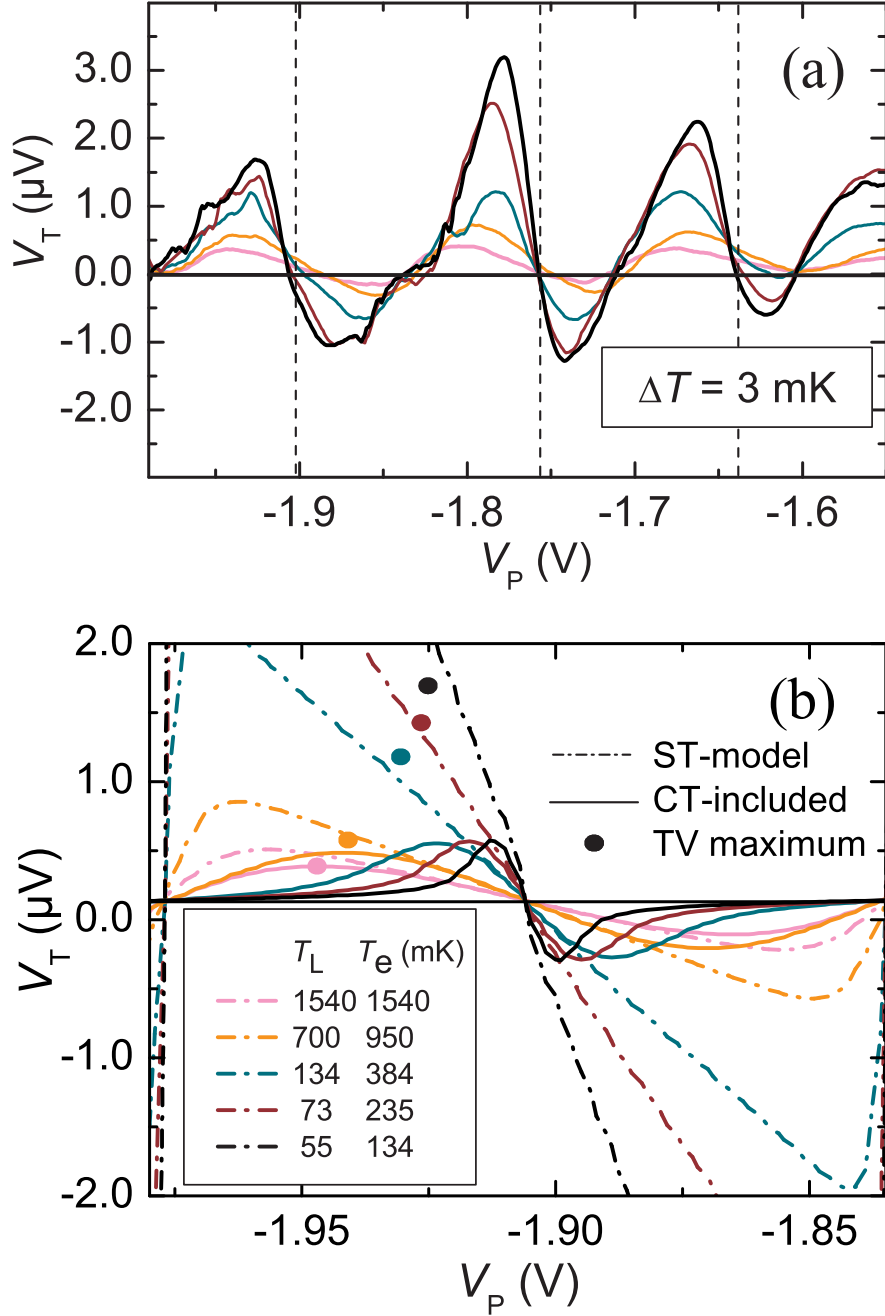 (a)
3.0
2.0
1.0
0.0
-1.0
-2.0
V_T (μV)
ΔT = 3 mK
-1.9 -1.8 -1.7 -1.6
V_P (V)
(b)
2.0
1.0
0.0
-1.0
-2.0
V_T (μV)
ST-model
CT-included
TV maximum
T_L T_e (mK)
1540 1540
700 950
134 384
73 235
55 134
-1.95 -1.90 -1.85
V_P (V)